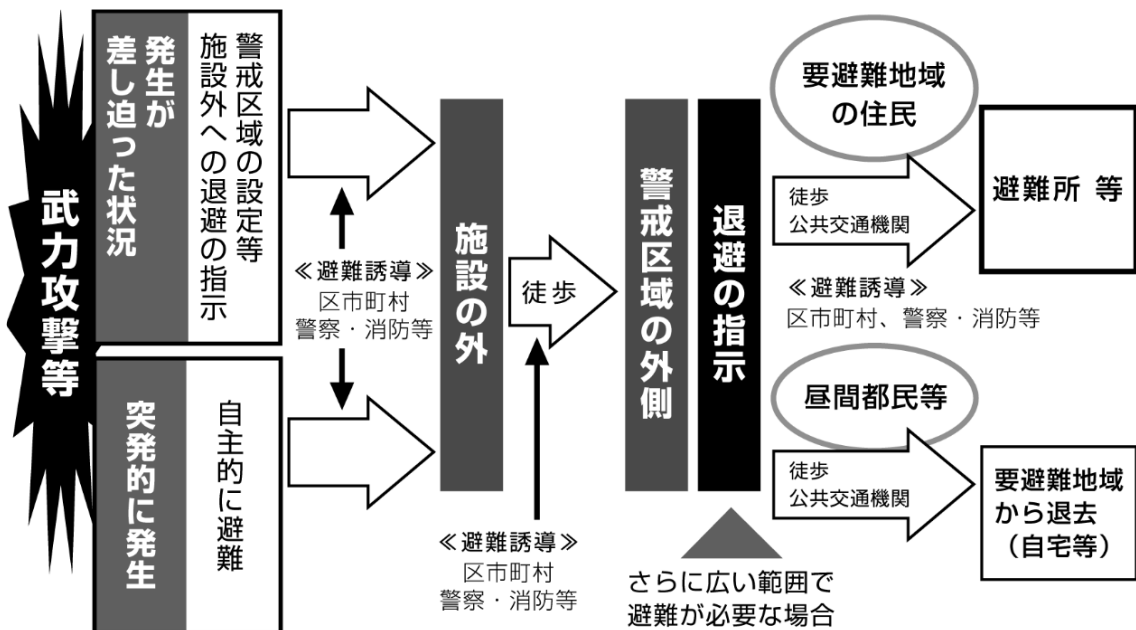 武力攻撃等
発生が
差し迫った状況
警戒区域の設定等
施設外への退避の指示
突発的に発生
自主的に避難
≪避難誘導≫
区市町村
警察・消防等
施設の外
徒歩
≪避難誘導≫
区市町村
警察・消防等
警戒区域の外側
退避の指示
さらに広い範囲で
避難が必要な場合
要避難地域
の住民
徒歩
公共交通機関
避難所 等
≪避難誘導≫
区市町村、警察・消防等
昼間都民等
徒歩
公共交通機関
要避難地域
から退去
（自宅等）